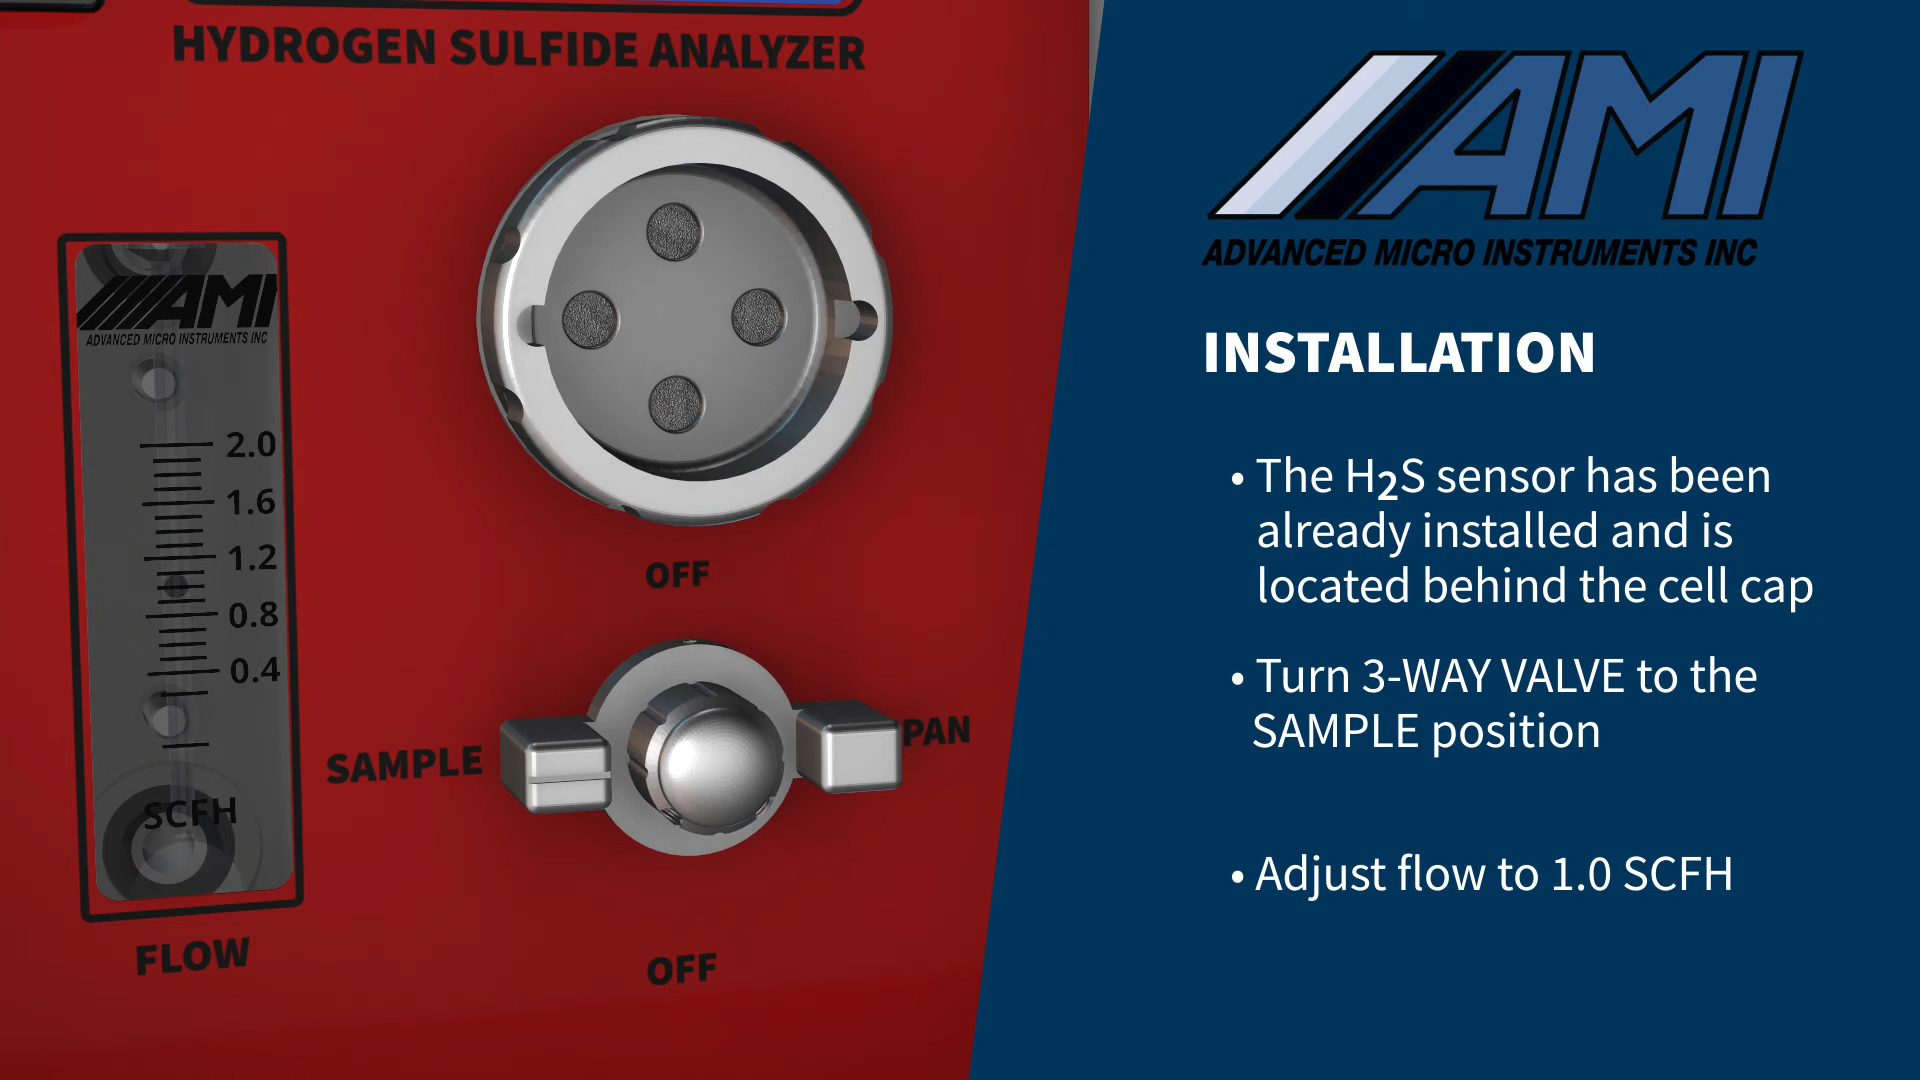 HYDROGEN SULFIDE ANALYZER
AMI
ADVANCED MICRO INSTRUMENTS INC
2.0
1.6
1.2
0.8
0.4
SCFH
FLOW
OFF
SAMPLE
PAN
OFF
AMI
ADVANCED MICRO INSTRUMENTS INC
INSTALLATION
• The H2S sensor has been
already installed and is
located behind the cell cap
• Turn 3-WAY VALVE to the
SAMPLE position
• Adjust flow to 1.0 SCFH